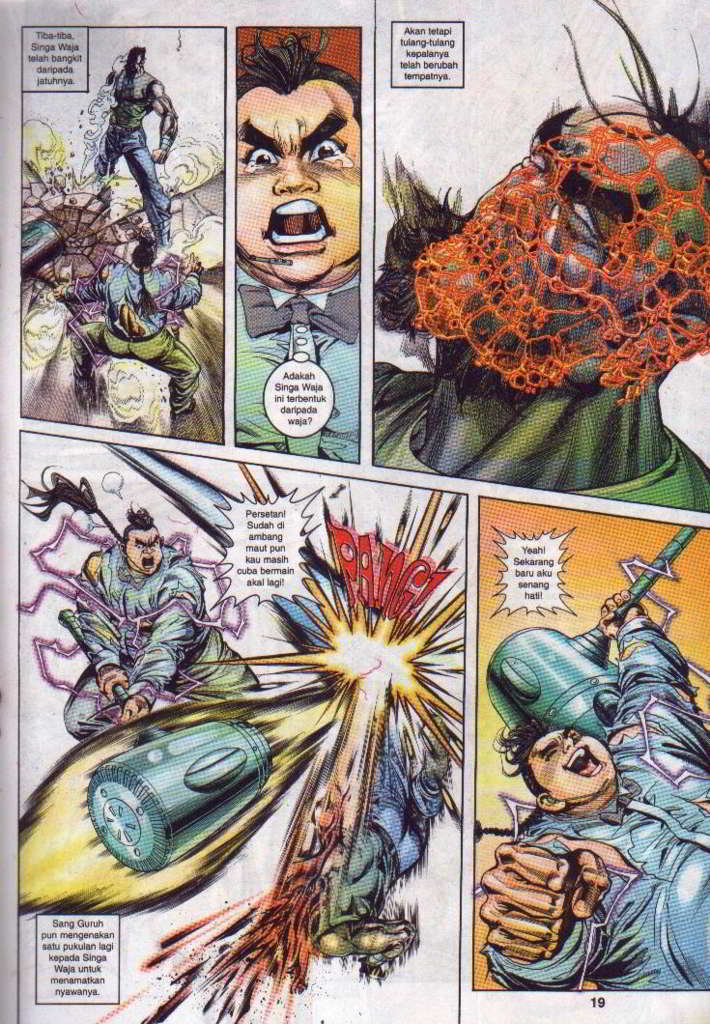 Tiba-tiba,
Singa Waja
telah bangkit
daripada
jatuhnya.
Adakah
Singa Waja
ini terbentuk
daripada
waja?
Akan tetapi
tulang-tulang
kepalanya
telah berubah
tempatnya.
Persetan!
Sudah di
ambang
maut pun
kau masih
cuba bermain
akal lagi!
PANG!
Sang Guruh
pun mengenakan
satu pukulan lagi
kepada Singa
Waja untuk
menamatkan
nyawanya.
Yeah!
Sekarang
baru aku
senang
hati!
19